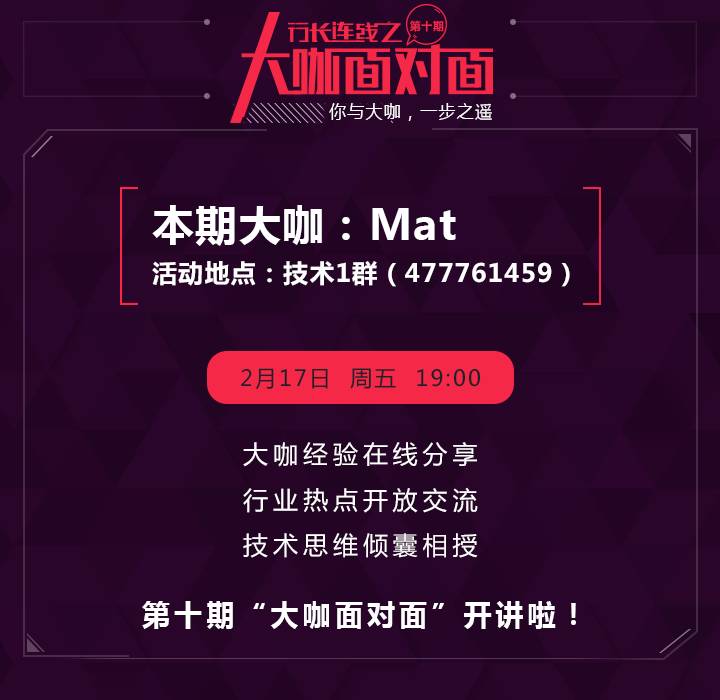 行长连线之
第十期
大咖面对面
你与大咖，一步之遥
本期大咖：Mat
活动地点：技术1群（477761459）
2月17日 周五 19:00
大咖经验在线分享
行业热点开放交流
技术思维倾囊相授
第十期“大咖面对面”开讲啦！